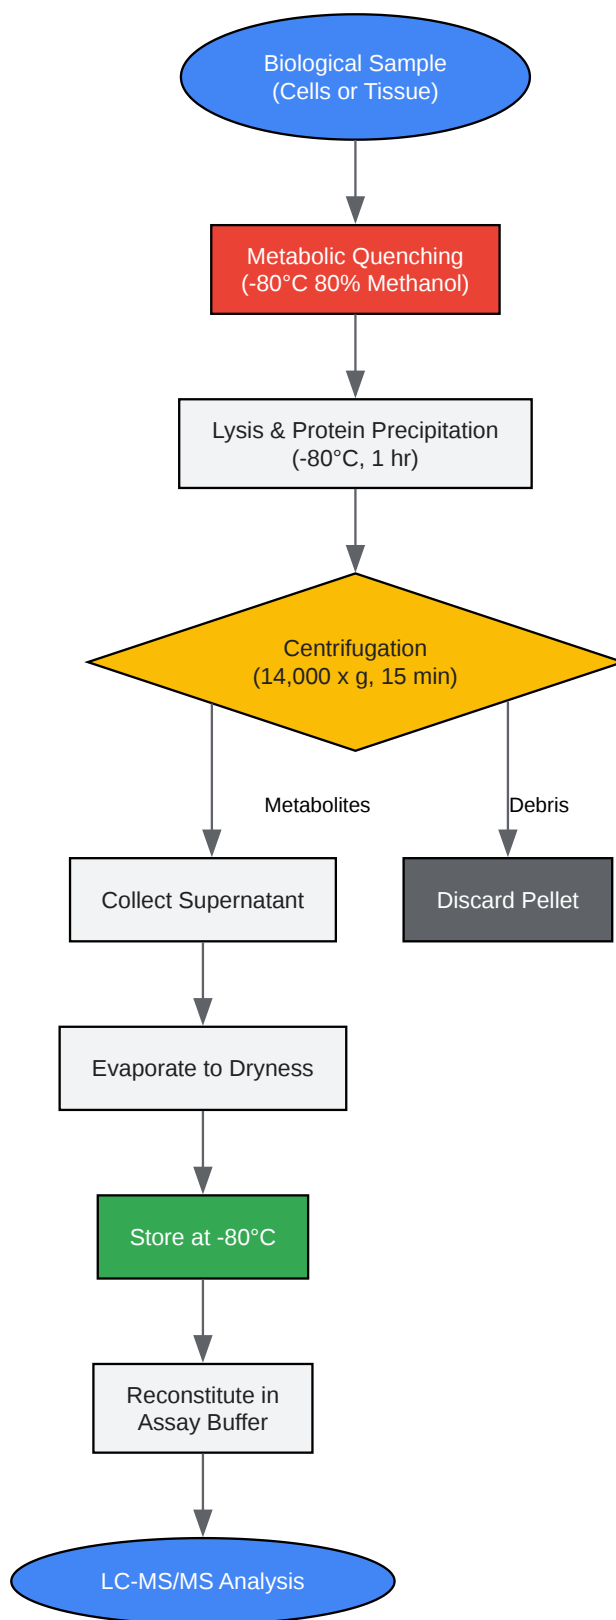 Biological Sample
(Cells or Tissue)
Metabolic Quenching
(-80°C 80% Methanol)
Lysis & Protein Precipitation
(-80°C, 1 hr)
Centrifugation
(14,000 x g, 15 min)
Metabolites
Debris
Collect Supernatant
Discard Pellet
Evaporate to Dryness
Store at -80°C
Reconstitute in
Assay Buffer
LC-MS/MS Analysis